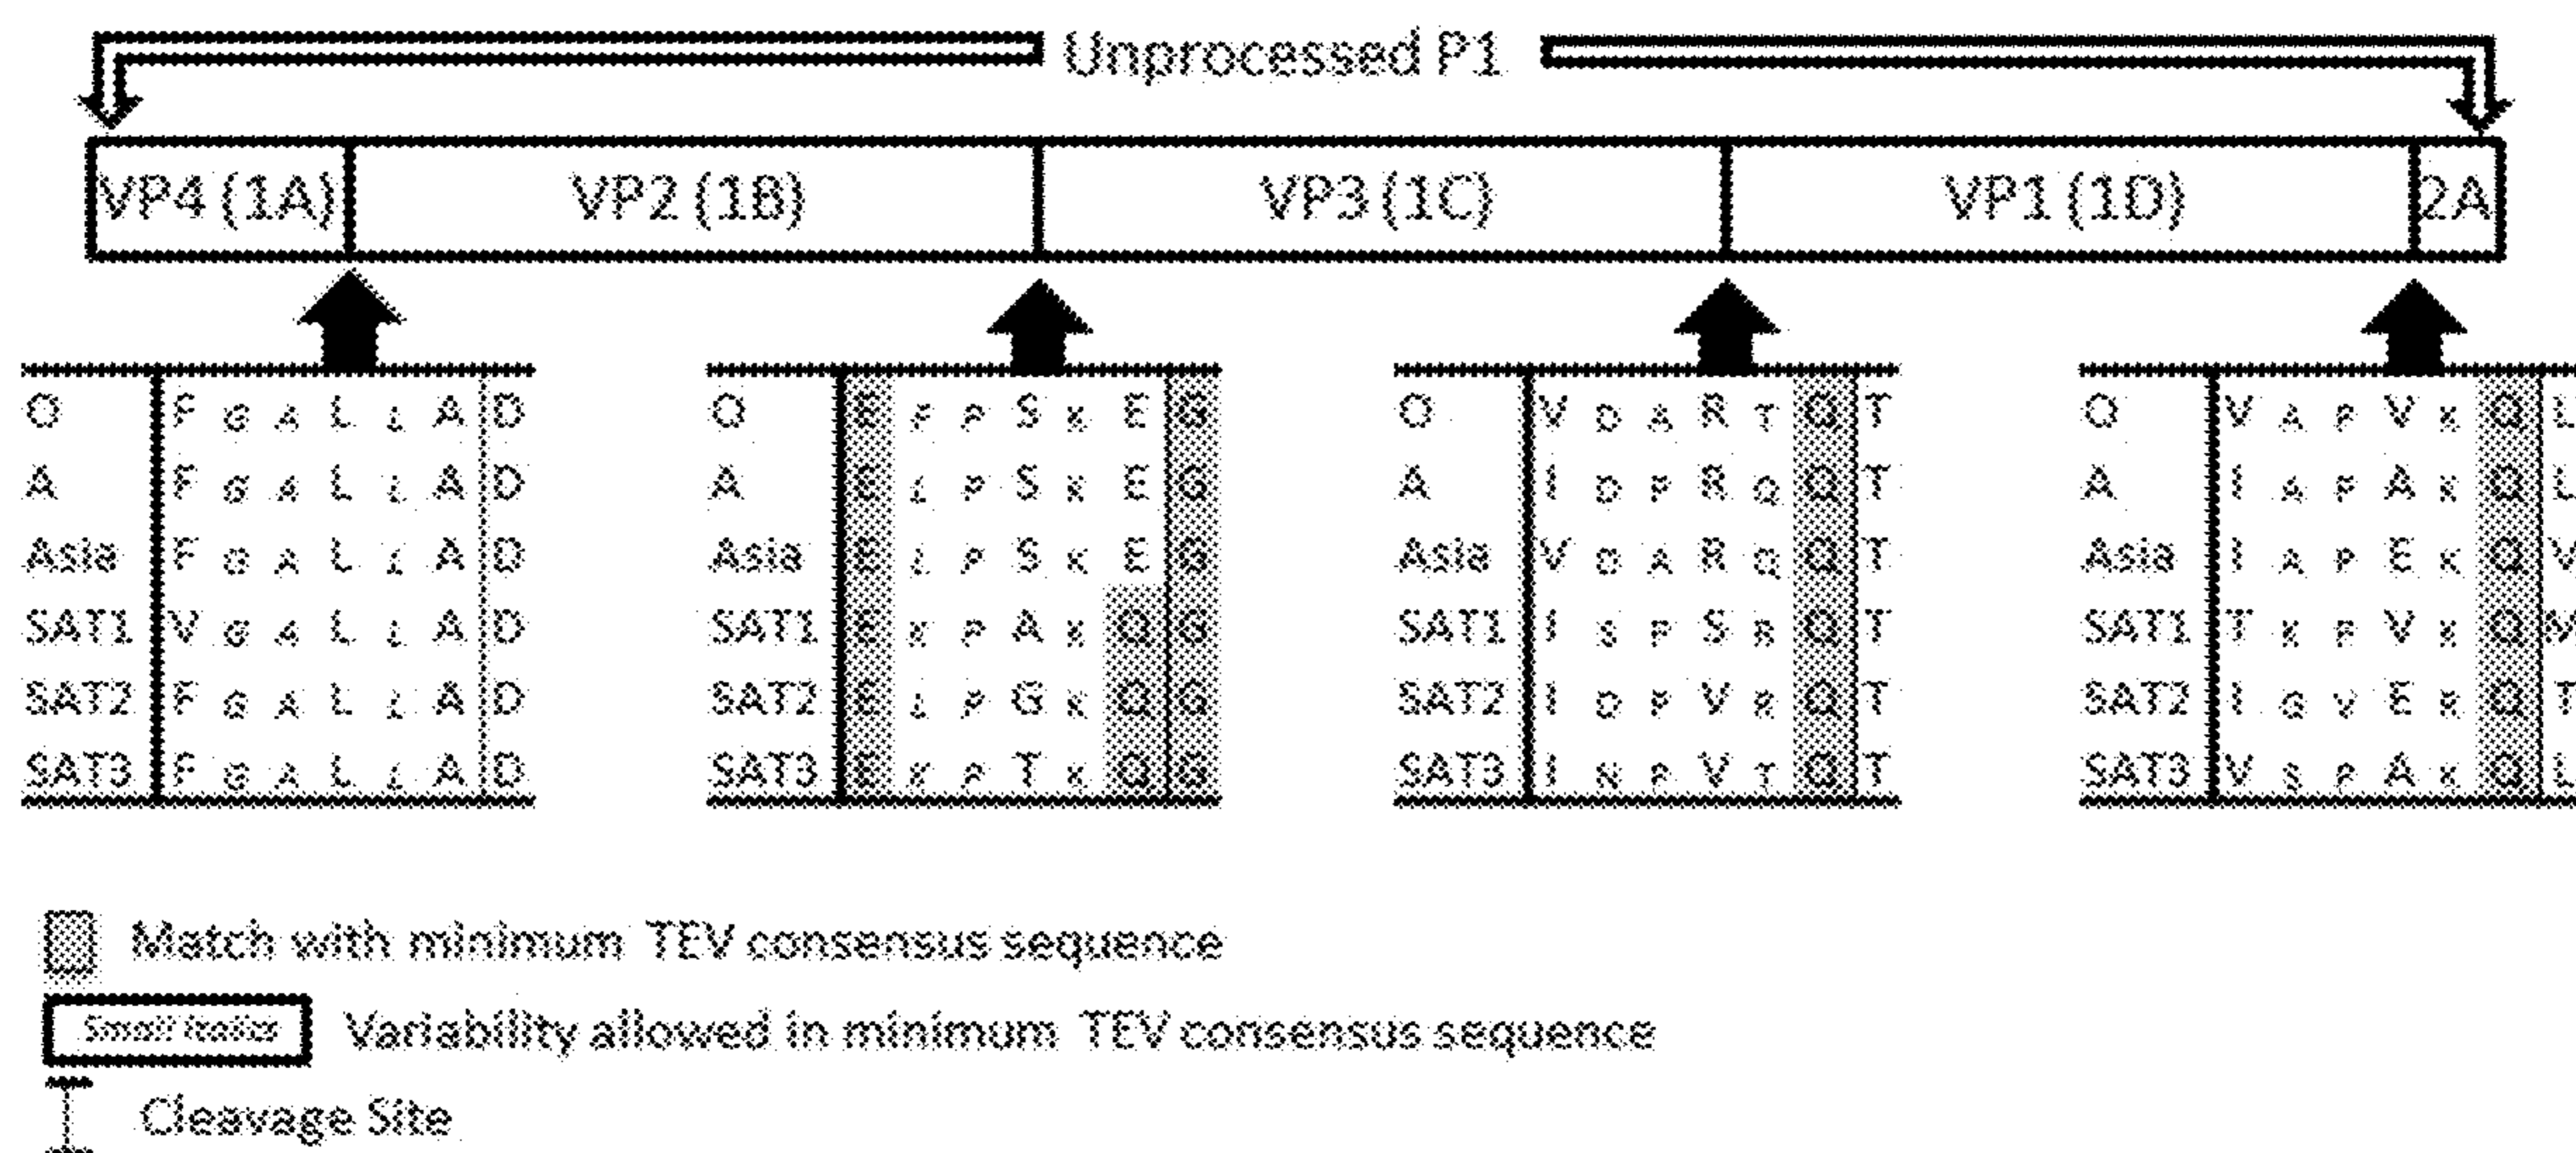 Unprocessed P1
VP4 (1A) VP2 (1B) VP3 (1C) VP1 (1D) 2A
O F G A L L A D O E F P S K E G O V D A R T Q T O V A P V K Q L
A F G A L L A D A E L P S K E G A I D P R Q Q T A I A P A K Q L
Asia F G A L L A D Asia E L P S K E G Asia V D A R Q Q T Asia I A P E K Q V
SAT1 V G A L L A D SAT1 E K P A K Q G SAT1 I S P S R Q T SAT1 T K P V K Q M
SAT2 F G A L L A D SAT2 E L P G K Q G SAT2 I D P V R Q T SAT2 I G V E K Q T
SAT3 F G A L L A D SAT3 E K P T K Q G SAT3 I N P V T Q T SAT3 V S P A K Q L
Match with minimum TEV consensus sequence
Small Italics Variability allowed in minimum TEV consensus sequence
Cleavage Site